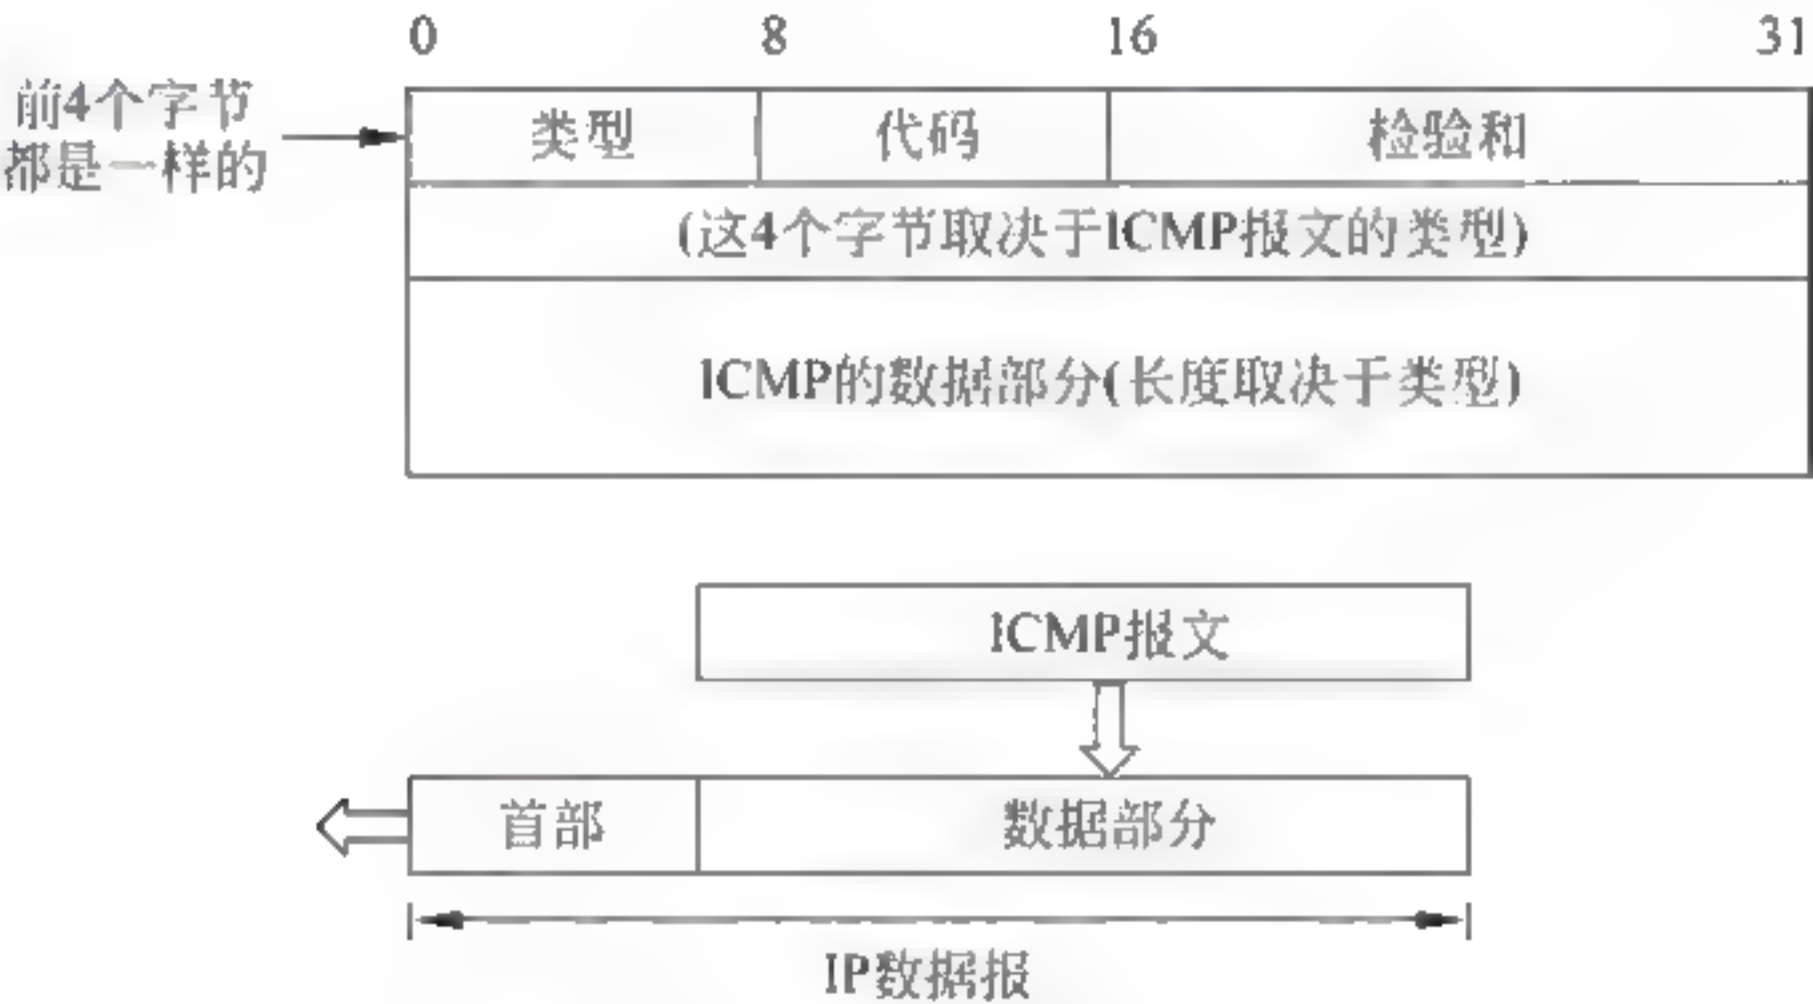 0 8 16 31
前4个字节
都是一样的
类型 代码 检验和
(这4个字节取决于ICMP报文的类型)
ICMP的数据部分(长度取决于类型)
ICMP报文
首部 数据部分
IP数据报